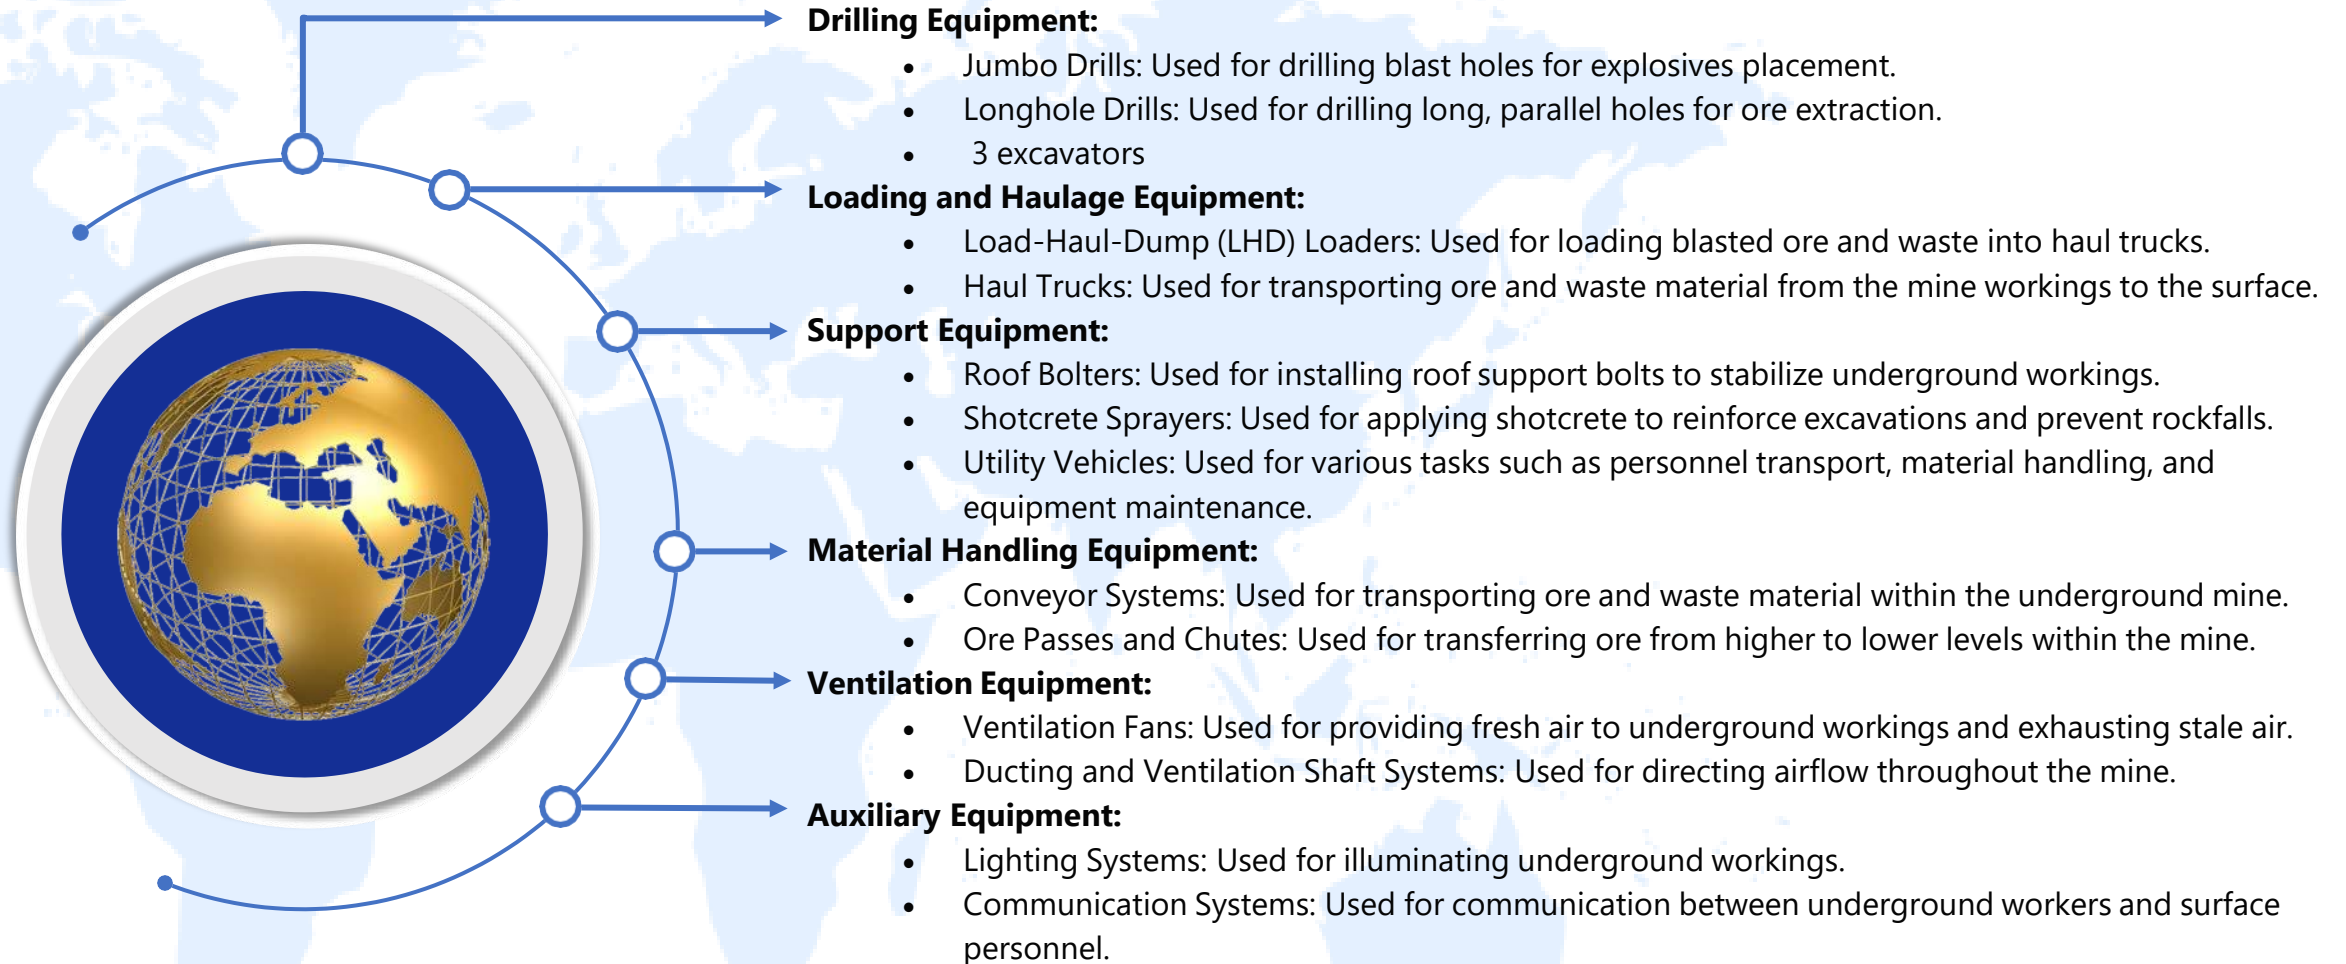 Drilling Equipment:
• Jumbo Drills: Used for drilling blast holes for explosives placement.
• Longhole Drills: Used for drilling long, parallel holes for ore extraction.
• 3 excavators
Loading and Haulage Equipment:
• Load-Haul-Dump (LHD) Loaders: Used for loading blasted ore and waste into haul trucks.
• Haul Trucks: Used for transporting ore and waste material from the mine workings to the surface.
Support Equipment:
• Roof Bolters: Used for installing roof support bolts to stabilize underground workings.
• Shotcrete Sprayers: Used for applying shotcrete to reinforce excavations and prevent rockfalls.
• Utility Vehicles: Used for various tasks such as personnel transport, material handling, and
equipment maintenance.
Material Handling Equipment:
• Conveyor Systems: Used for transporting ore and waste material within the underground mine.
• Ore Passes and Chutes: Used for transferring ore from higher to lower levels within the mine.
Ventilation Equipment:
• Ventilation Fans: Used for providing fresh air to underground workings and exhausting stale air.
• Ducting and Ventilation Shaft Systems: Used for directing airflow throughout the mine.
Auxiliary Equipment:
• Lighting Systems: Used for illuminating underground workings.
• Communication Systems: Used for communication between underground workers and surface
personnel.